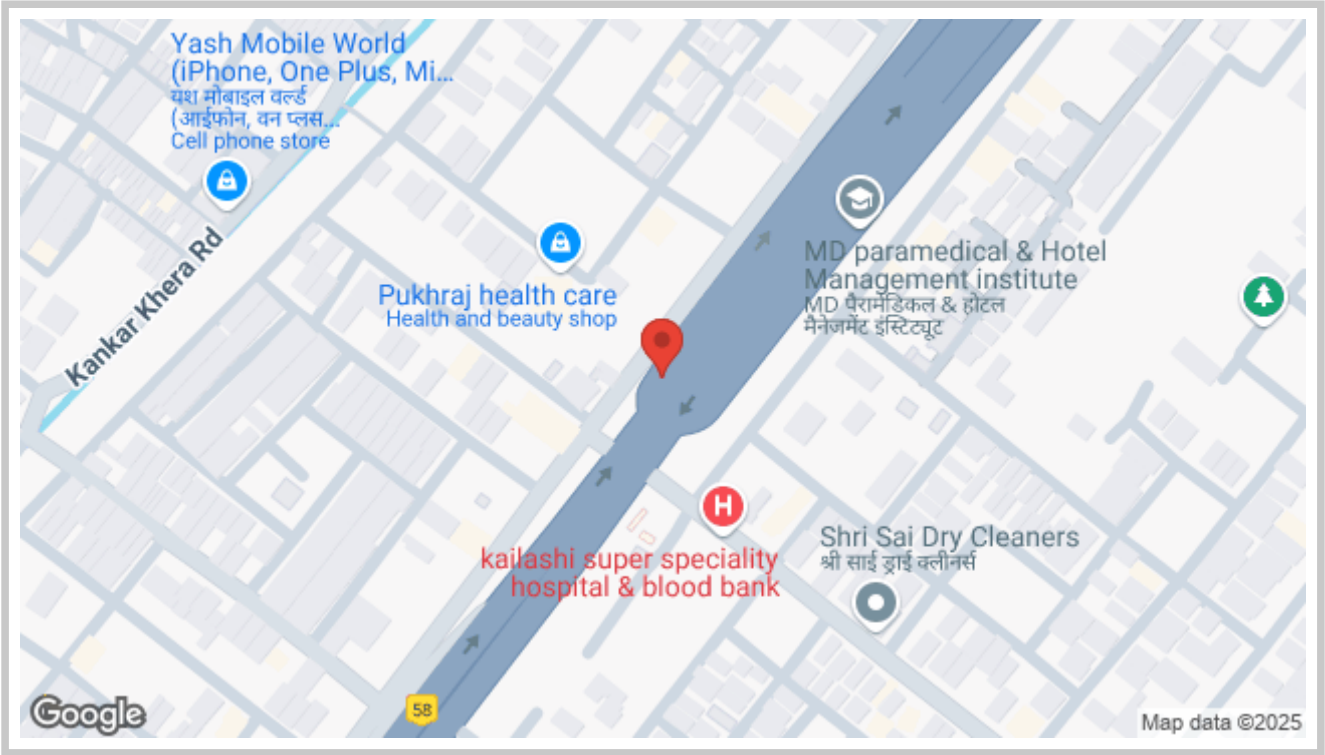 Yash Mobile World
(iPhone, One Plus, Mi...
यश मोबाइल वर्ल्ड
(आईफोन, वन प्लस...
Cell phone store
Kankar Khera Rd
Pukhraj health care
Health and beauty shop
MD paramedical & Hotel
Management institute
MD पैरामेडिकल & होटल
मैनेजमेंट इंस्टिट्यूट
H
kailashi super speciality
hospital & blood bank
Shri Sai Dry Cleaners
श्री साई ड्राई क्लीनर्स
58
Google
Map data ©2025